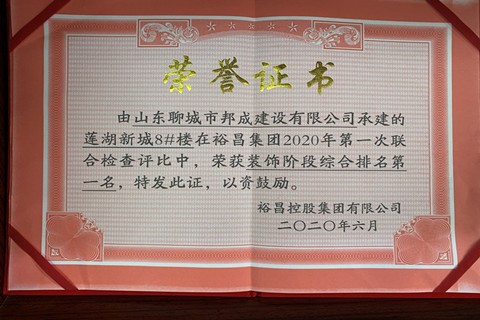 荣誉证书
由山东聊城市邦成建设有限公司承建的
莲湖新城8#楼在裕昌集团2020年第一次联
合检查评比中，荣获装饰阶段综合排名第
一名，特发此证，以资鼓励。
裕昌控股集团有限公司
二〇二〇年六月